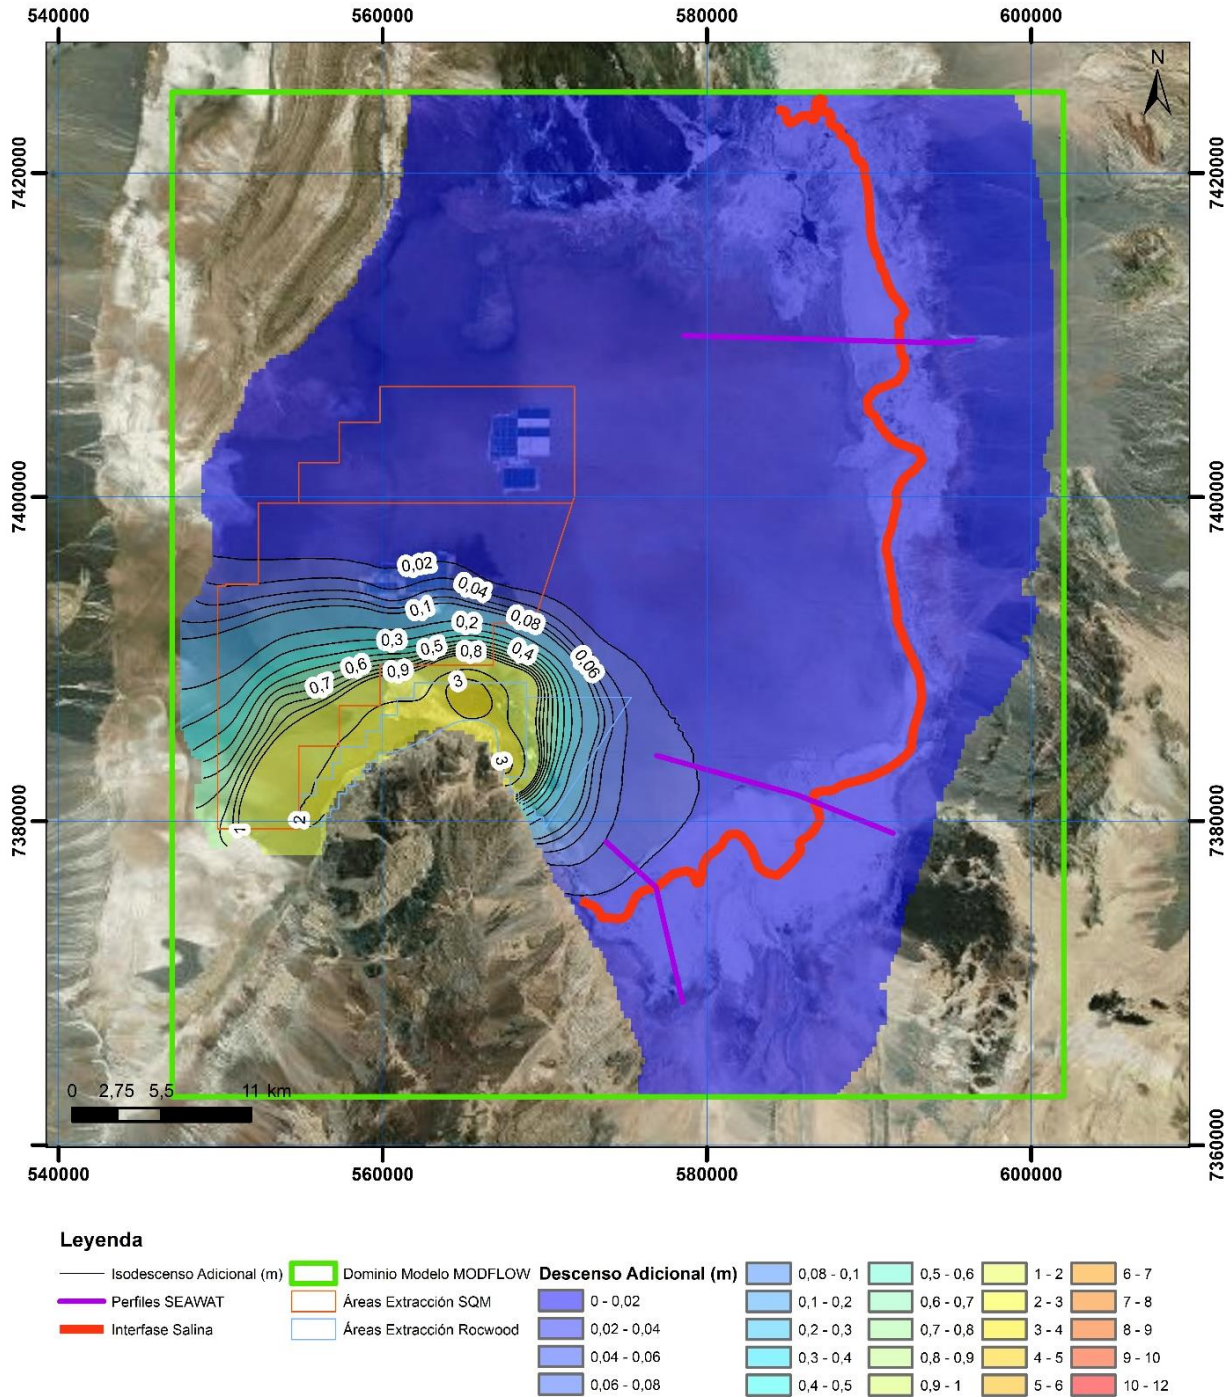 540000 560000 580000 600000
N
7420000 7420000
7400000 7400000
0,02
0,04
0,1
0,08
0,2
0,3
0,5
0,4
0,06
0,6
0,8
0,9
0,7
3
3
2
1
7380000 7380000
0 2,75 5,5 11 km
7360000
540000 560000 580000 600000
Leyenda
Isodescenso Adicional (m)
Perfiles SEAWAT
Interfase Salina
Dominio Modelo MODFLOW
Áreas Extracción SQM
Áreas Extracción Rocwood
Descenso Adicional (m)
0 - 0,02
0,02 - 0,04
0,04 - 0,06
0,06 - 0,08
0,08 - 0,1
0,1 - 0,2
0,2 - 0,3
0,3 - 0,4
0,4 - 0,5
0,5 - 0,6
0,6 - 0,7
0,7 - 0,8
0,8 - 0,9
0,9 - 1
1 - 2
2 - 3
3 - 4
4 - 5
5 - 6
6 - 7
7 - 8
8 - 9
9 - 10
10 - 12